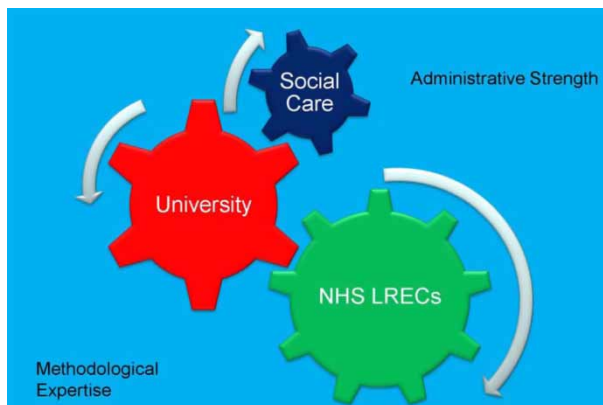 Social
Care
Administrative Strength
University
NHS LRECs
Methodological
Expertise